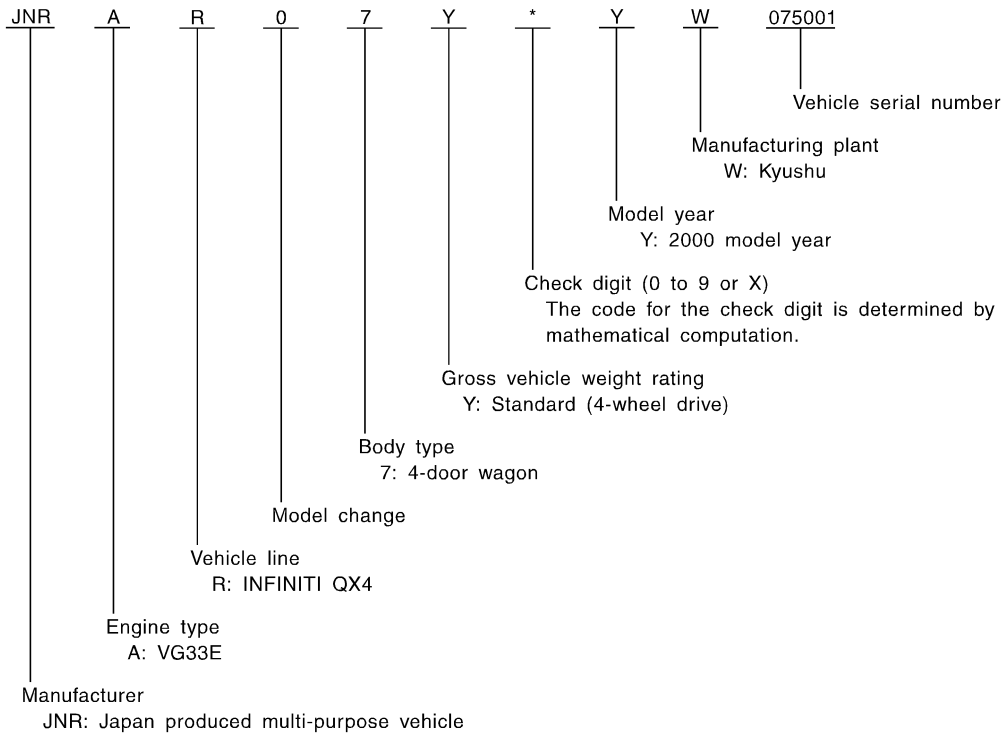 JNR A R 0 7 Y * Y W 075001
Vehicle serial number
Manufacturing plant
W: Kyushu
Model year
Y: 2000 model year
Check digit (0 to 9 or X)
The code for the check digit is determined by
mathematical computation.
Gross vehicle weight rating
Y: Standard (4-wheel drive)
Body type
7: 4-door wagon
Model change
Vehicle line
R: INFINITI QX4
Engine type
A: VG33E
Manufacturer
JNR: Japan produced multi-purpose vehicle